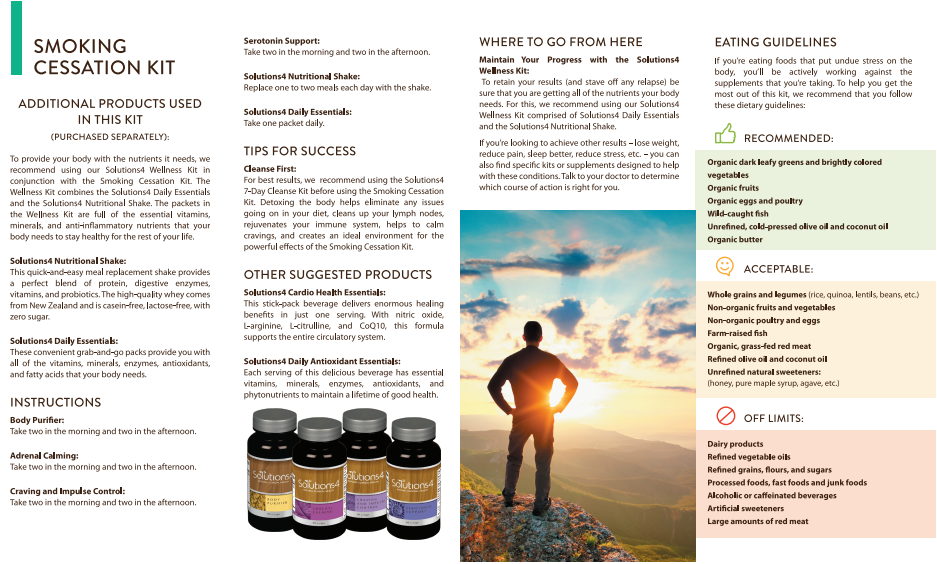 SMOKING
CESSATION KIT
ADDITIONAL PRODUCTS USED
IN THIS KIT
(PURCHASED SEPARATELY):
To provide your body with the nutrients it needs, we
recommend using our Solutions4 Wellness Kit in
conjunction with the Smoking Cessation Kit. The
Wellness Kit combines the Solutions4 Daily Essentials
and the Solutions4 Nutritional Shake. The packets in
the Wellness Kit are full of the essential vitamins,
minerals, and anti-inflammatory nutrients that your
body needs to stay healthy for the rest of your life.
Solutions4 Nutritional Shake:
This quick-and-easy meal replacement shake provides
a perfect blend of protein, digestive enzymes,
vitamins, and probiotics. The high-quality whey comes
from New Zealand and is casein-free, lactose-free, with
zero sugar.
Solutions4 Daily Essentials:
These convenient grab-and-go packs provide you with
all of the vitamins, minerals, enzymes, antioxidants,
and fatty acids that your body needs.
INSTRUCTIONS
Body Purifier:
Take two in the morning and two in the afternoon.
Adrenal Calming:
Take two in the morning and two in the afternoon.
Craving and Impulse Control:
Take two in the morning and two in the afternoon.
Serotonin Support:
Take two in the morning and two in the afternoon.
Solutions4 Nutritional Shake:
Replace one to two meals each day with the shake.
Solutions4 Daily Essentials:
Take one packet daily.
TIPS FOR SUCCESS
Cleanse First:
For best results, we recommend using the Solutions4
7-Day Cleanse Kit before using the Smoking Cessation
Kit. Detoxing the body helps eliminate any issues
going on in your diet, cleans up your lymph nodes,
rejuvenates your immune system, helps to calm
cravings, and creates an ideal environment for the
powerful effects of the Smoking Cessation Kit.
OTHER SUGGESTED PRODUCTS
Solutions4 Cardio Health Essentials:
This stick-pack beverage delivers enormous healing
benefits in just one serving. With nitric oxide,
L-arginine, L-citrulline, and CoQ10, this formula
supports the entire circulatory system.
Solutions4 Daily Antioxidant Essentials:
Each serving of this delicious beverage has essential
vitamins, minerals, enzymes, antioxidants, and
phytonutrients to maintain a lifetime of good health.
Solutions4
BODY
PURIFIER
Solutions4
Solutions4
Solutions4
WHERE TO GO FROM HERE
Maintain Your Progress with the Solutions4
Wellness Kit:
To retain your results (and stave off any relapse) be
sure that you are getting all of the nutrients your body
needs. For this, we recommend using our Solutions4
Wellness Kit comprised of Solutions4 Daily Essentials
and the Solutions4 Nutritional Shake.
If you're looking to achieve other results – lose weight,
reduce pain, sleep better, reduce stress, etc. – you can
also find specific kits or supplements designed to help
with these conditions. Talk to your doctor to determine
which course of action is right for you.
EATING GUIDELINES
If you're eating foods that put undue stress on the
body, you'll be actively working against the
supplements that you're taking. To help you get the
most out of this kit, we recommend that you follow
these dietary guidelines:
RECOMMENDED:
Organic dark leafy greens and brightly colored
vegetables
Organic fruits
Organic eggs and poultry
Wild-caught fish
Unrefined, cold-pressed olive oil and coconut oil
Organic butter
ACCEPTABLE:
Whole grains and legumes (rice, quinoa, lentils, beans, etc.)
Non-organic fruits and vegetables
Non-organic poultry and eggs
Farm-raised fish
Organic, grass-fed red meat
Refined olive oil and coconut oil
Unrefined natural sweeteners:
(honey, pure maple syrup, agave, etc.)
OFF LIMITS:
Dairy products
Refined vegetable oils
Refined grains, flours, and sugars
Processed foods, fast foods and junk foods
Alcoholic or caffeinated beverages
Artificial sweeteners
Large amounts of red meat